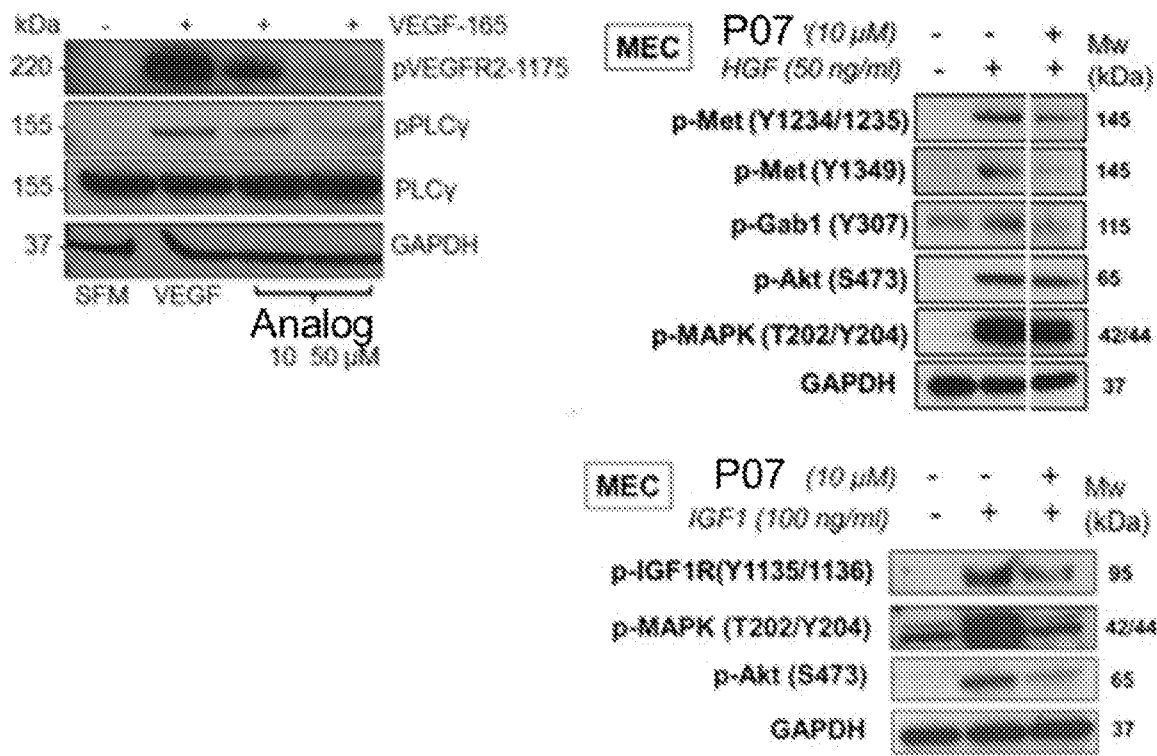 kDa - + + + VEGF-165
220 pVEGFR2-1175
155 pPLCγ
155 PLCγ
37 GAPDH
SFM VEGF
Analog
10 50 µM
MEC P07 (10 µM) - - + Mw
HGF (50 ng/ml) - + + (kDa)
p-Met (Y1234/1235) 145
p-Met (Y1349) 145
p-Gab1 (Y307) 115
p-Akt (S473) 65
p-MAPK (T202/Y204) 42/44
GAPDH 37
MEC P07 (10 µM) - - + Mw
IGF1 (100 ng/ml) - + + (kDa)
p-IGF1R(Y1135/1136) 95
p-MAPK (T202/Y204) 42/44
p-Akt (S473) 65
GAPDH 37